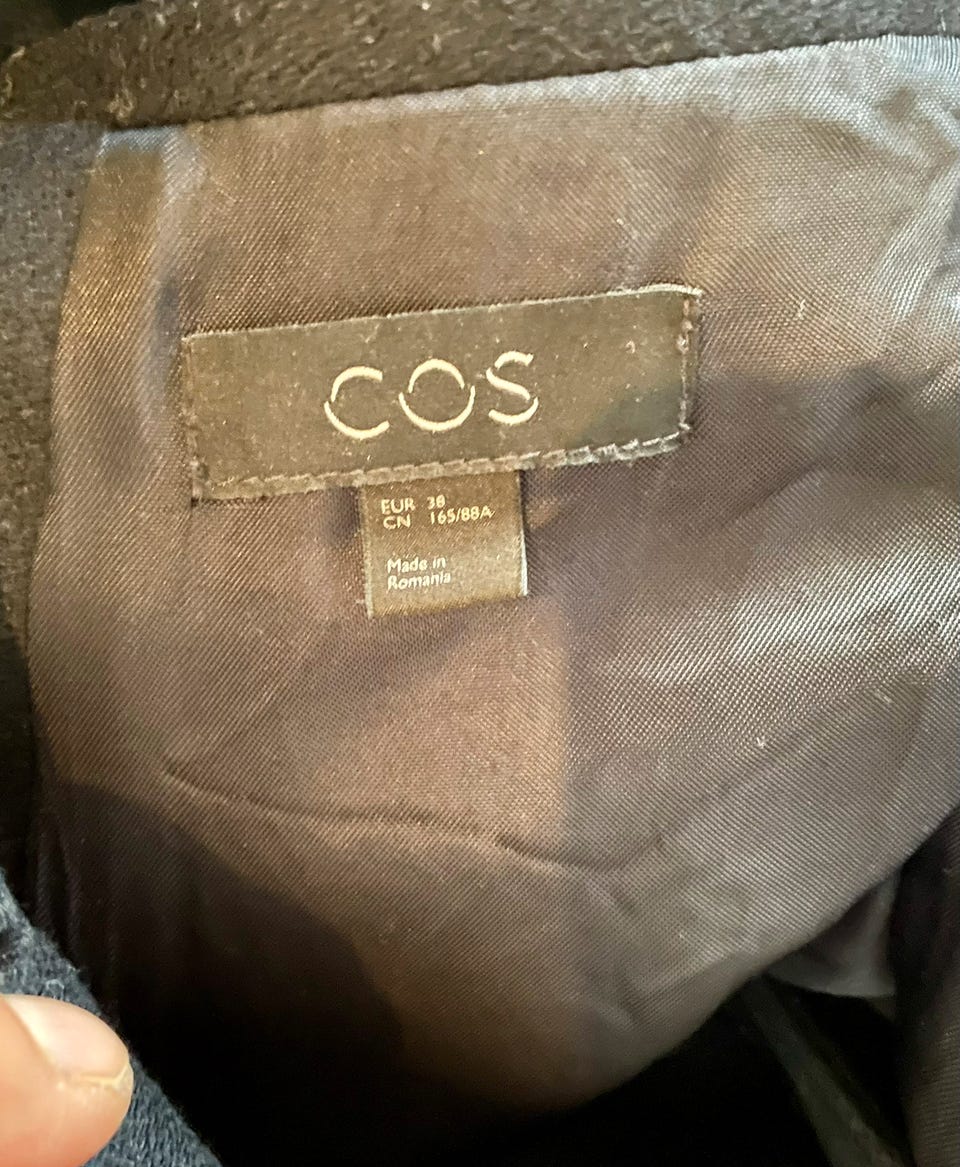 COS
EUR 38
CN 165/88A
Made in
Romania